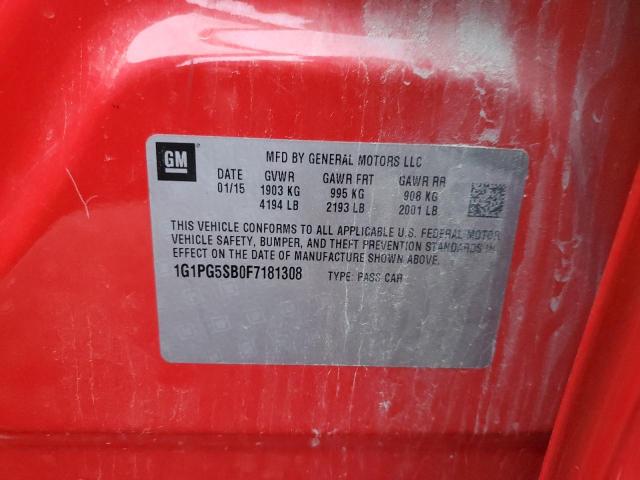 GM
MFD BY GENERAL MOTORS LLC
DATE GVWR GAWR FRT GAWR RR
01/15 1903 KG 995 KG 908 KG
4194 LB 2193 LB 2001 LB
THIS VEHICLE CONFORMS TO ALL APPLICABLE U.S. FEDERAL MOTOR
VEHICLE SAFETY, BUMPER, AND THEFT PREVENTION STANDARDS IN
EFFECT ON THE DATE OF MANUFACTURE SHOWN ABOVE.
1G1PG5SB0F7181308 TYPE: PASS CAR